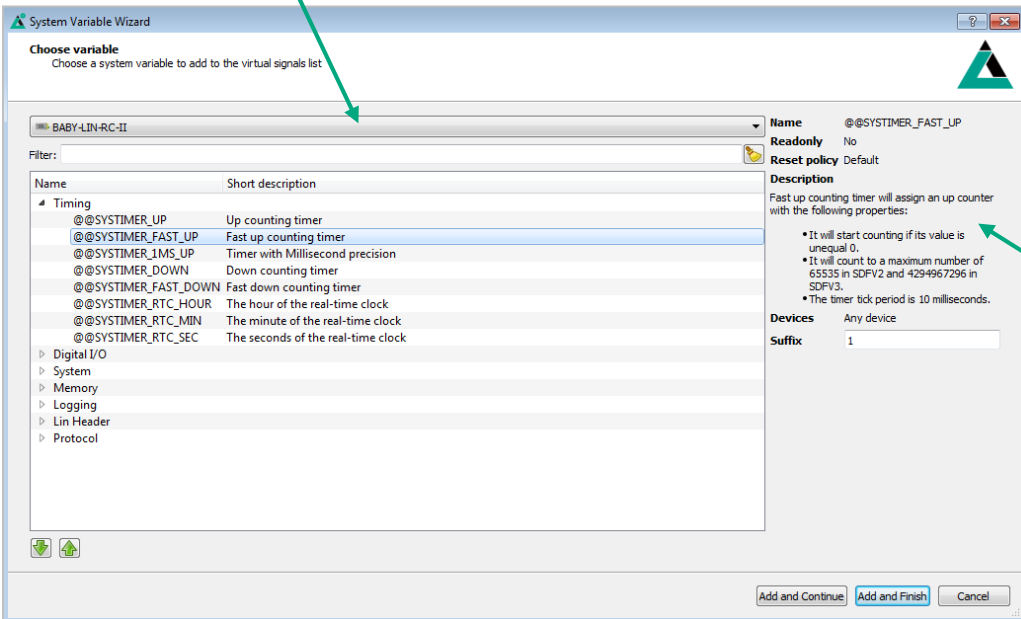 System Variable Wizard
Choose variable
Choose a system variable to add to the virtual signals list
BABY-LIN-RC-II
Filter:
Name Short description
Timing
@@SYSTIMER_UP Up counting timer
@@SYSTIMER_FAST_UP Fast up counting timer
@@SYSTIMER_1MS_UP Timer with Millisecond precision
@@SYSTIMER_DOWN Down counting timer
@@SYSTIMER_FAST_DOWN Fast down counting timer
@@SYSTIMER_RTC_HOUR The hour of the real-time clock
@@SYSTIMER_RTC_MIN The minute of the real-time clock
@@SYSTIMER_RTC_SEC The seconds of the real-time clock
Digital I/O
System
Memory
Logging
Lin Header
Protocol
Name @@SYSTIMER_FAST_UP
Readonly No
Reset policy Default
Description
Fast up counting timer will assign an up counter
with the following properties:
•It will start counting if its value is
unequal 0.
•It will count to a maximum number of
65535 in SDFV2 and 4294967296 in
SDFV3.
•The timer tick period is 10 milliseconds.
Devices Any device
Suffix 1
Add and Continue Add and Finish Cancel